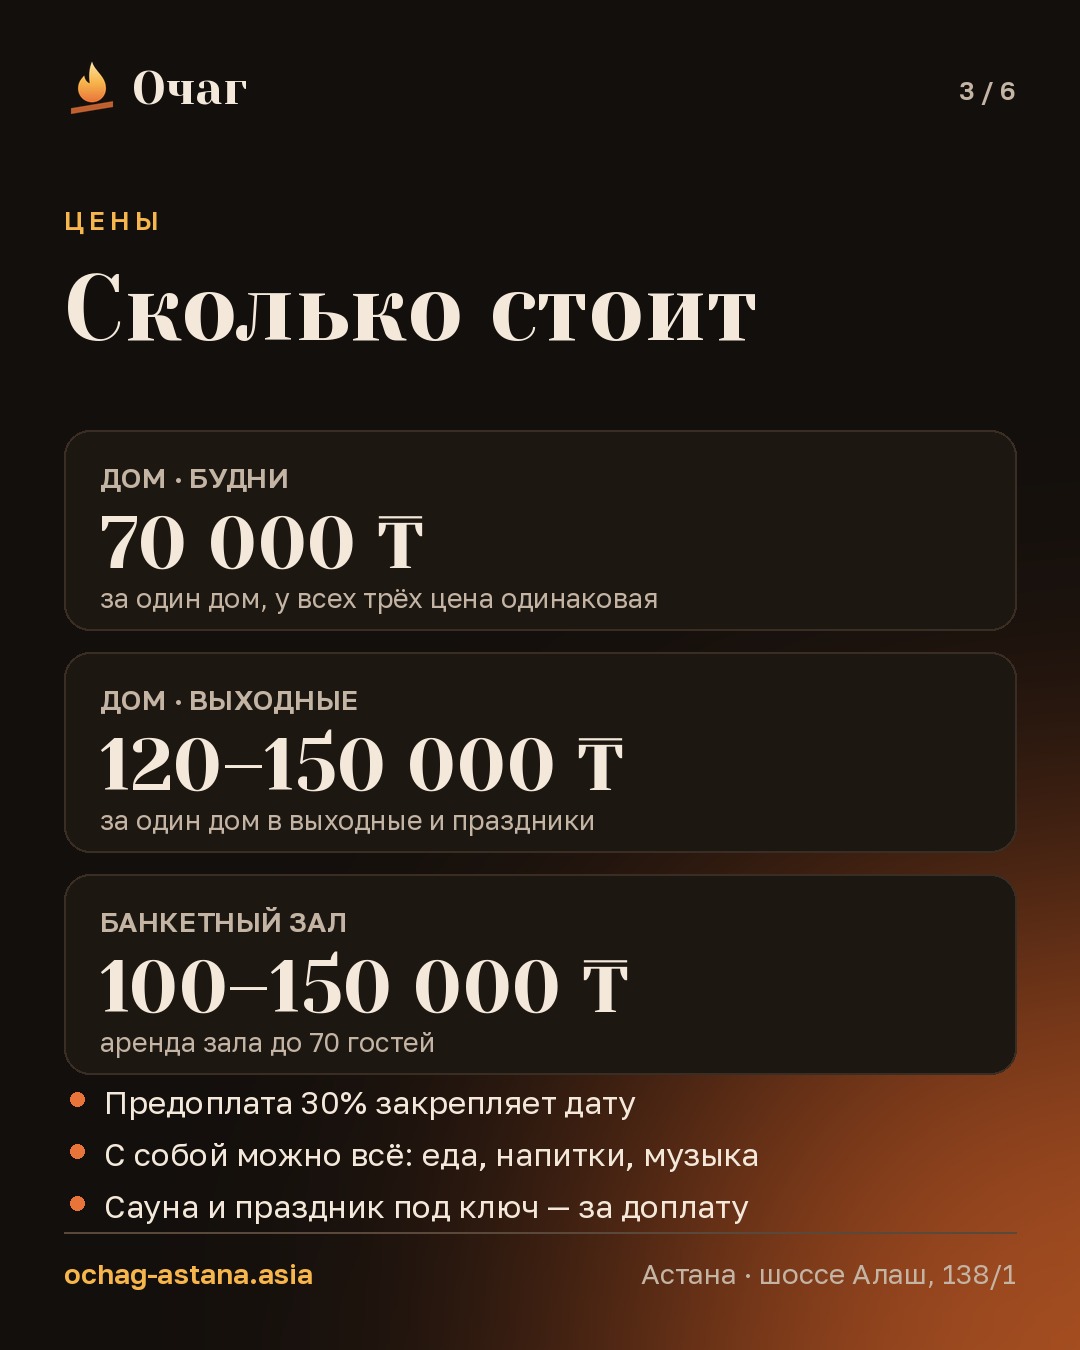 Очаг
3 / 6
ЦЕНЫ
Сколько стоит
ДОМ · БУДНИ
70 000 ₸
за один дом, у всех трёх цена одинаковая
ДОМ · ВЫХОДНЫЕ
120–150 000 ₸
за один дом в выходные и праздники
БАНКЕТНЫЙ ЗАЛ
100–150 000 ₸
аренда зала до 70 гостей
Предоплата 30% закрепляет дату
С собой можно всё: еда, напитки, музыка
Сауна и праздник под ключ — за доплату
ochag-astana.asia
Астана · шоссе Алаш, 138/1